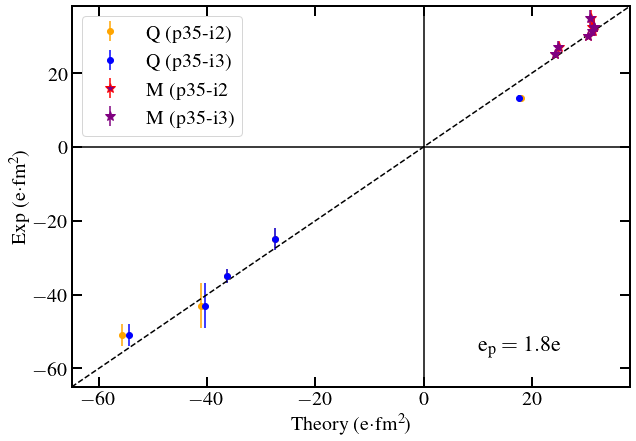 Q (p35-i2)
Q (p35-i3)
M (p35-i2
M (p35-i3)
20
0
−20
−40
−60
Exp (e·fm²)
eₚ = 1.8e
−60 −40 −20 0 20
Theory (e·fm²)